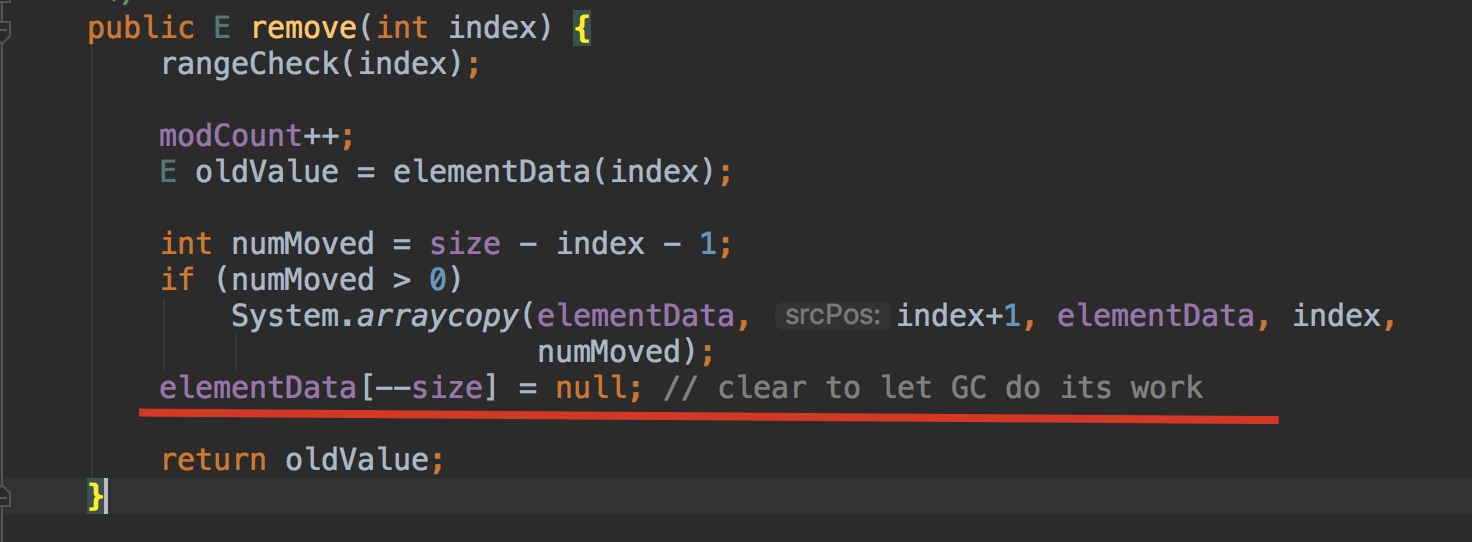 */
public E remove(int index) {
rangeCheck(index);
modCount++;
E oldValue = elementData(index);
int numMoved = size - index - 1;
if (numMoved > 0)
System.arraycopy(elementData, srcPos: index+1, elementData, index,
numMoved);
elementData[--size] = null; // clear to let GC do its work
return oldValue;
}